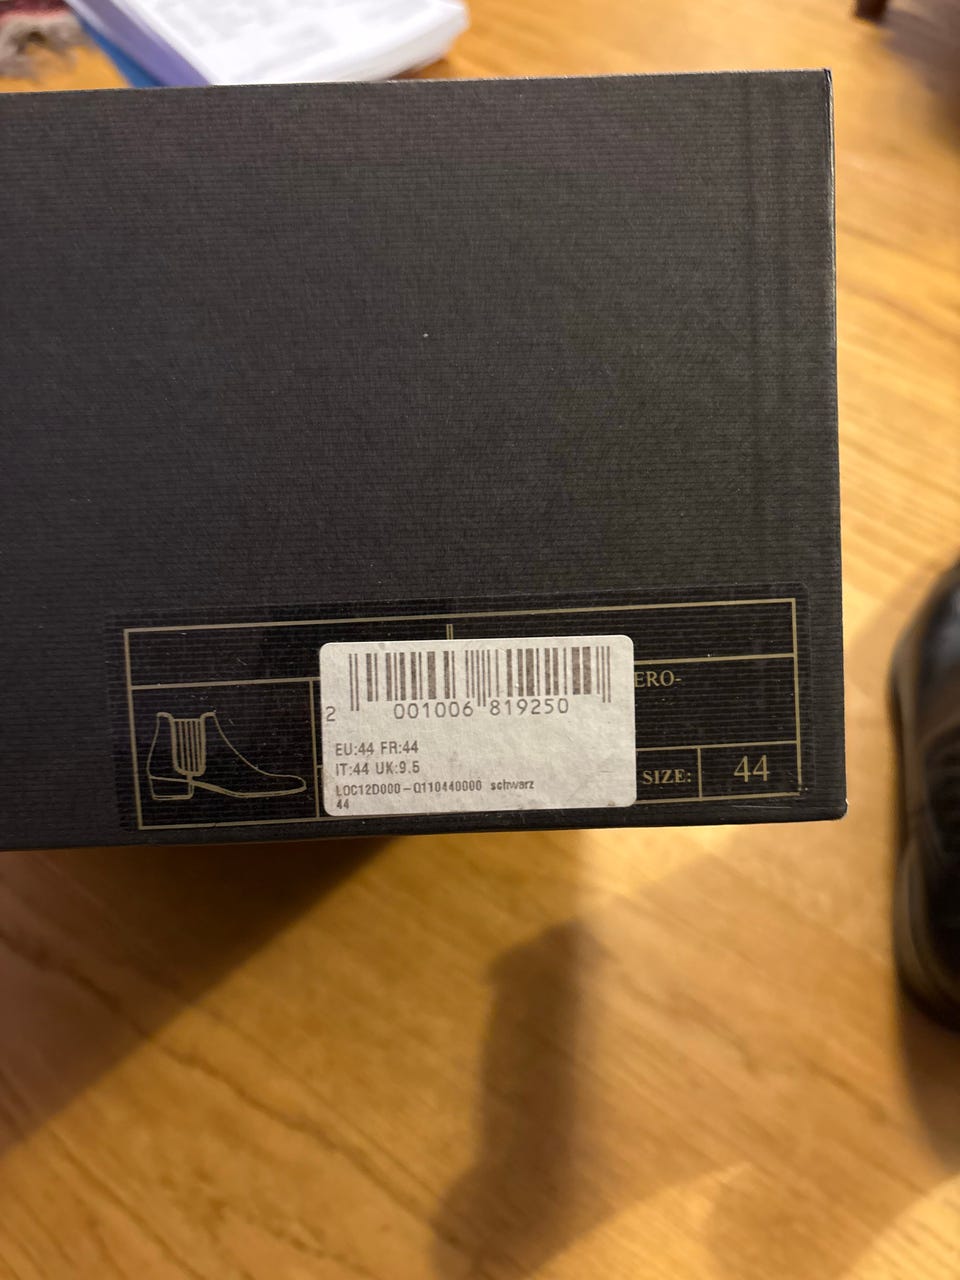 ERO-
2 001006 819250
EU:44 FR:44
IT:44 UK:9.5
LOC12D000-Q110440000 schwarz
44
SIZE: 44